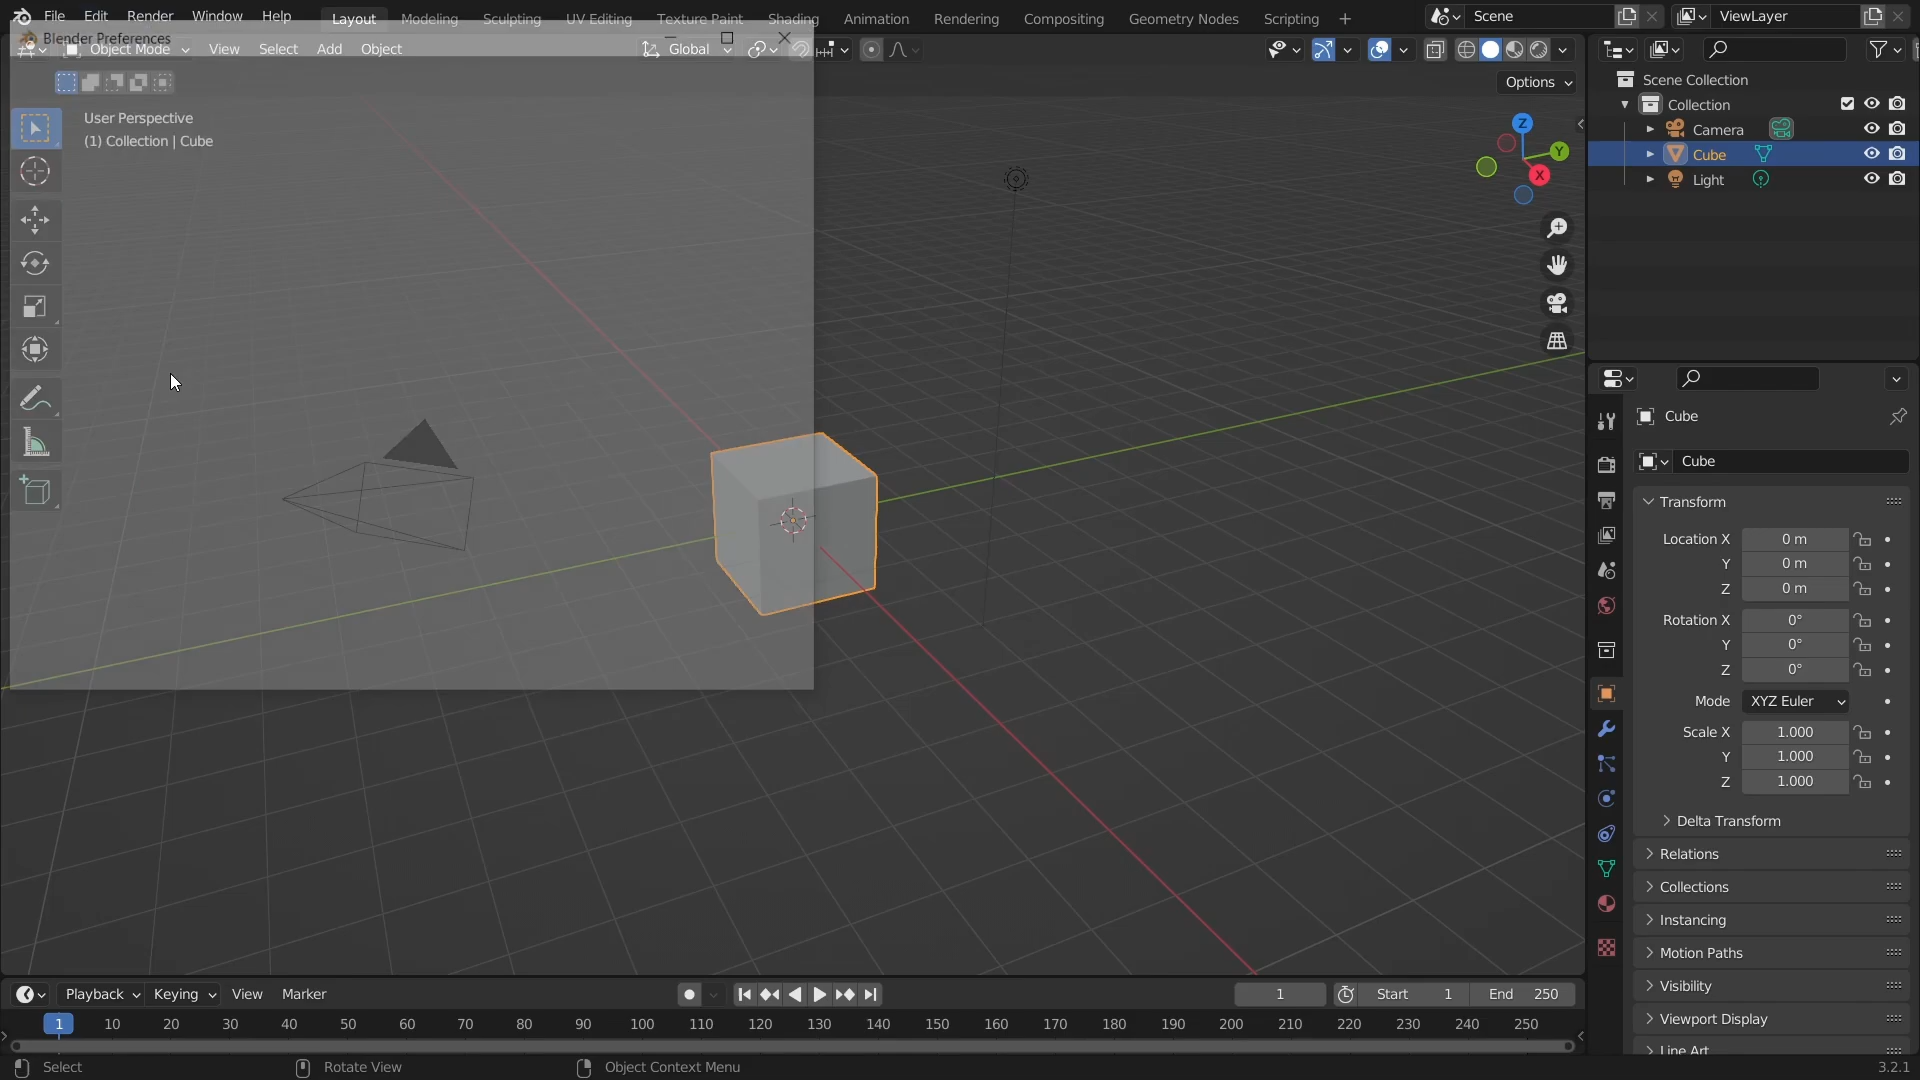 File Edit Render Window Help Layout Modeling Sculpting UV Editing Texture Paint Shading Animation Rendering Compositing Geometry Nodes Scripting + Scene ViewLayer
Blender Preferences
Object Mode View Select Add Object Global
Options
User Perspective
(1) Collection | Cube
Z
Y
X
Scene Collection
Collection
Camera
Cube
Light
Cube
Cube
Transform
Location X 0 m
Y 0 m
Z 0 m
Rotation X 0°
Y 0°
Z 0°
Mode XYZ Euler
Scale X 1.000
Y 1.000
Z 1.000
Delta Transform
Relations
Collections
Instancing
Motion Paths
Visibility
Viewport Display
Line Art
Playback Keying View Marker 1 Start 1 End 250
1 10 20 30 40 50 60 70 80 90 100 110 120 130 140 150 160 170 180 190 200 210 220 230 240 250
Select Rotate View Object Context Menu 3.2.1